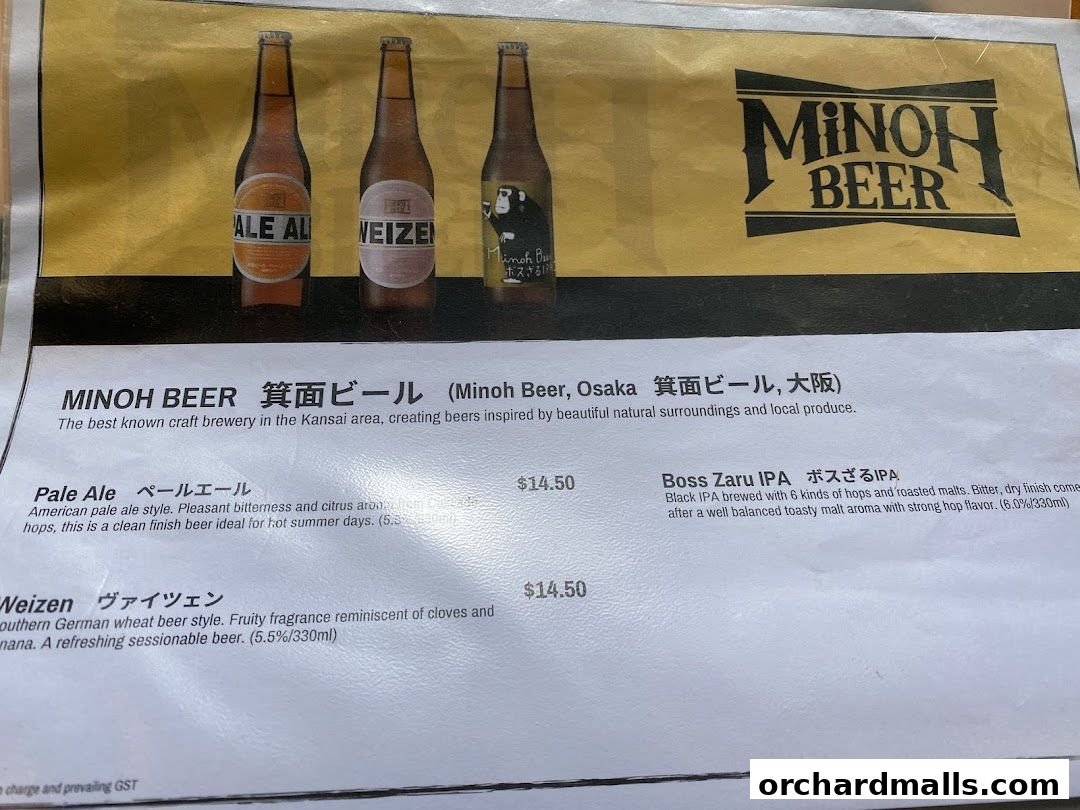 MiNOH
BEER
PALE AL
WEIZEN
Minoh Bee
ボスざるIPA
MINOH BEER 箕面ビール (Minoh Beer, Osaka 箕面ビール, 大阪)
The best known craft brewery in the Kansai area, creating beers inspired by beautiful natural surroundings and local produce.
Pale Ale ペールエール $14.50
American pale ale style. Pleasant bitterness and citrus
hops, this is a clean finish beer ideal for hot summer days.
Weizen ヴァイツェン $14.50
outhern German wheat beer style. Fruity fragrance reminiscent of cloves and
nana. A refreshing sessionable beer. (5.5%/330ml)
Boss Zaru IPA ボスざるIPA
Black IPA brewed with 6 kinds of hops and roasted malts. Bitter, dry finish come
after a well balanced toasty malt aroma with strong hop flavor. (6.0%/330ml)
charge and prevailing GST
orchardmalls.com